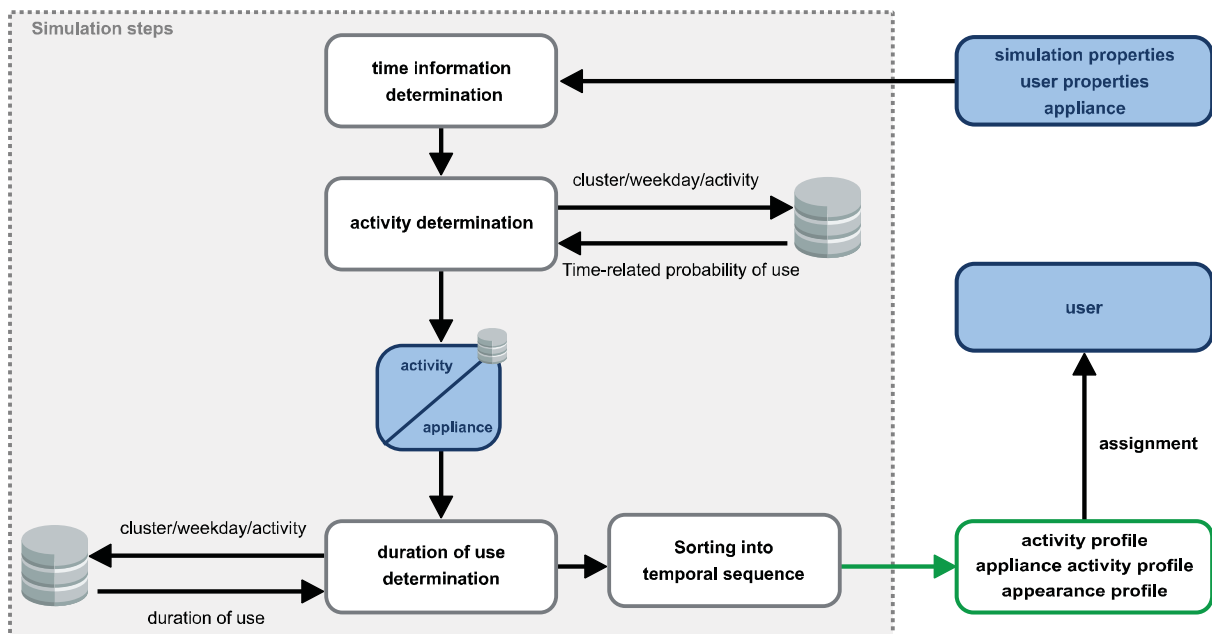 Simulation steps
time information
determination
simulation properties
user properties
appliance
cluster/weekday/activity
activity determination
Time-related probability of use
user
activity
appliance
assignment
cluster/weekday/activity
duration of use
determination
duration of use
Sorting into
temporal sequence
activity profile
appliance activity profile
appearance profile